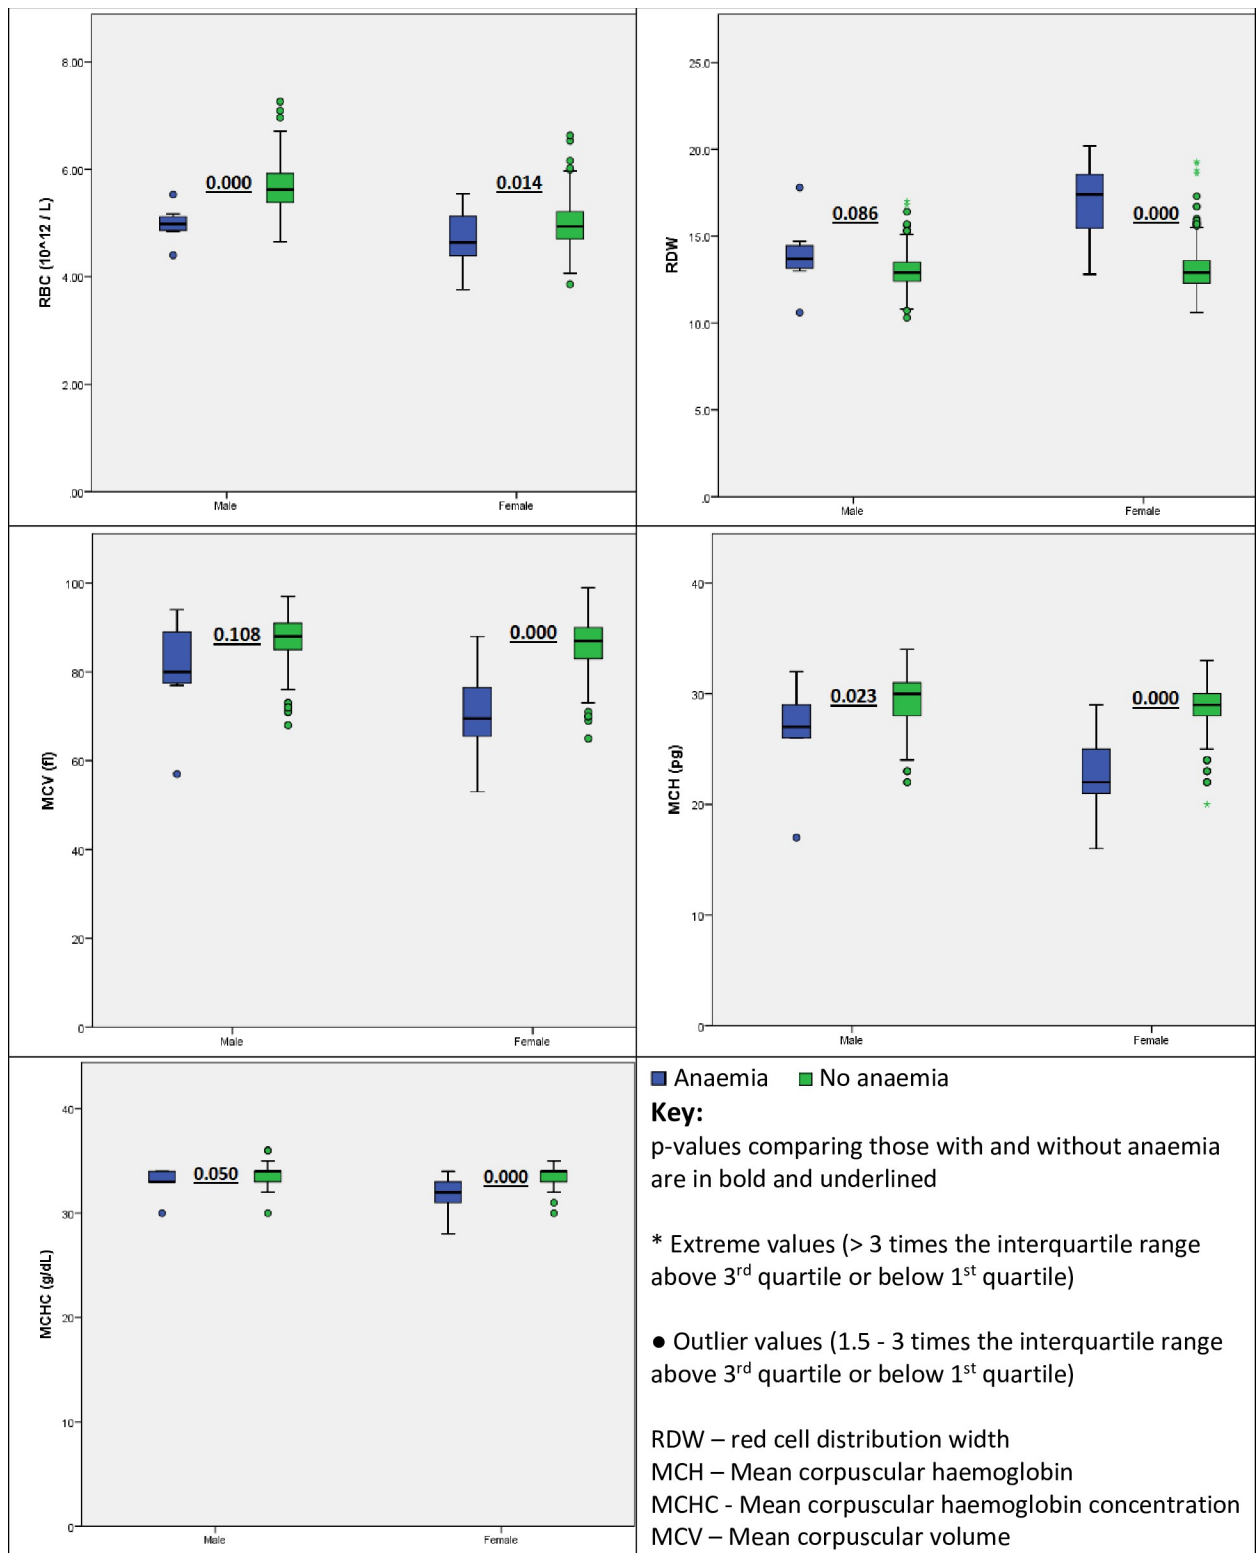 8.00
6.00
4.00
2.00
.00
RBC (10^12 / L)
0.000
0.014
Male
Female
25.0
20.0
15.0
10.0
5.0
.0
RDW
0.086
0.000
Male
Female
100
80
60
40
20
0
MCV (fl)
0.108
0.000
Male
Female
40
30
20
10
0
MCH (pg)
0.023
0.000
Male
Female
40
30
20
10
0
MCHC (g/dL)
0.050
0.000
Male
Female
Anaemia No anaemia
Key:
p-values comparing those with and without anaemia
are in bold and underlined
* Extreme values (> 3 times the interquartile range
above 3rd quartile or below 1st quartile)
● Outlier values (1.5 - 3 times the interquartile range
above 3rd quartile or below 1st quartile)
RDW – red cell distribution width
MCH – Mean corpuscular haemoglobin
MCHC - Mean corpuscular haemoglobin concentration
MCV – Mean corpuscular volume